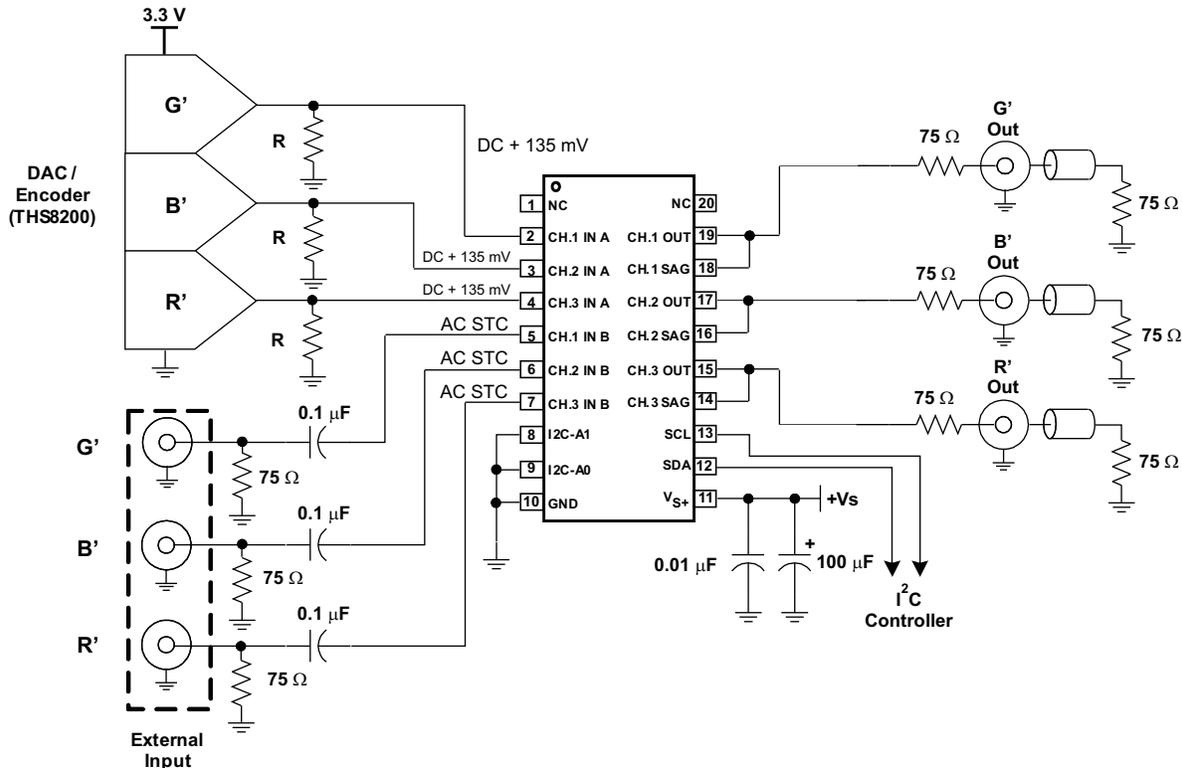 3.3 V
G’
B’
R’
DAC /
Encoder
(THS8200)
R
R
R
DC + 135 mV
DC + 135 mV
DC + 135 mV
AC STC
AC STC
AC STC
1 NC
2 CH.1 IN A
3 CH.2 IN A
4 CH.3 IN A
5 CH.1 IN B
6 CH.2 IN B
7 CH.3 IN B
8 I2C-A1
9 I2C-A0
10 GND
NC 20
CH.1 OUT 19
CH.1 SAG 18
CH.2 OUT 17
CH.2 SAG 16
CH.3 OUT 15
CH.3 SAG 14
SCL 13
SDA 12
VS+ 11
G’
Out
75 Ω
75 Ω
B’
Out
75 Ω
75 Ω
R’
Out
75 Ω
75 Ω
+Vs
0.01 µF
+
100 µF
I2C
Controller
G’
0.1 µF
75 Ω
B’
0.1 µF
75 Ω
R’
0.1 µF
75 Ω
External
Input